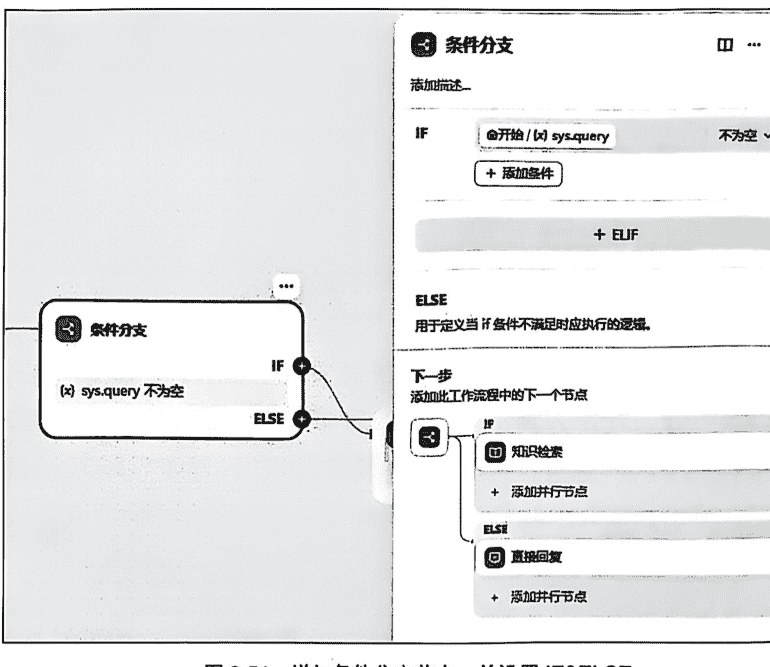 条件分支
IF
(x) sys.query 不为空
ELSE
条件分支
添加描述...
IF
开始 / (x) sys.query 不为空
+ 添加条件
+ ELIF
ELSE
用于定义当 if 条件不满足时应执行的逻辑。
下一步
添加此工作流程中的下一个节点
IF
知识检索
+ 添加并行节点
ELSE
直接回复
+ 添加并行节点